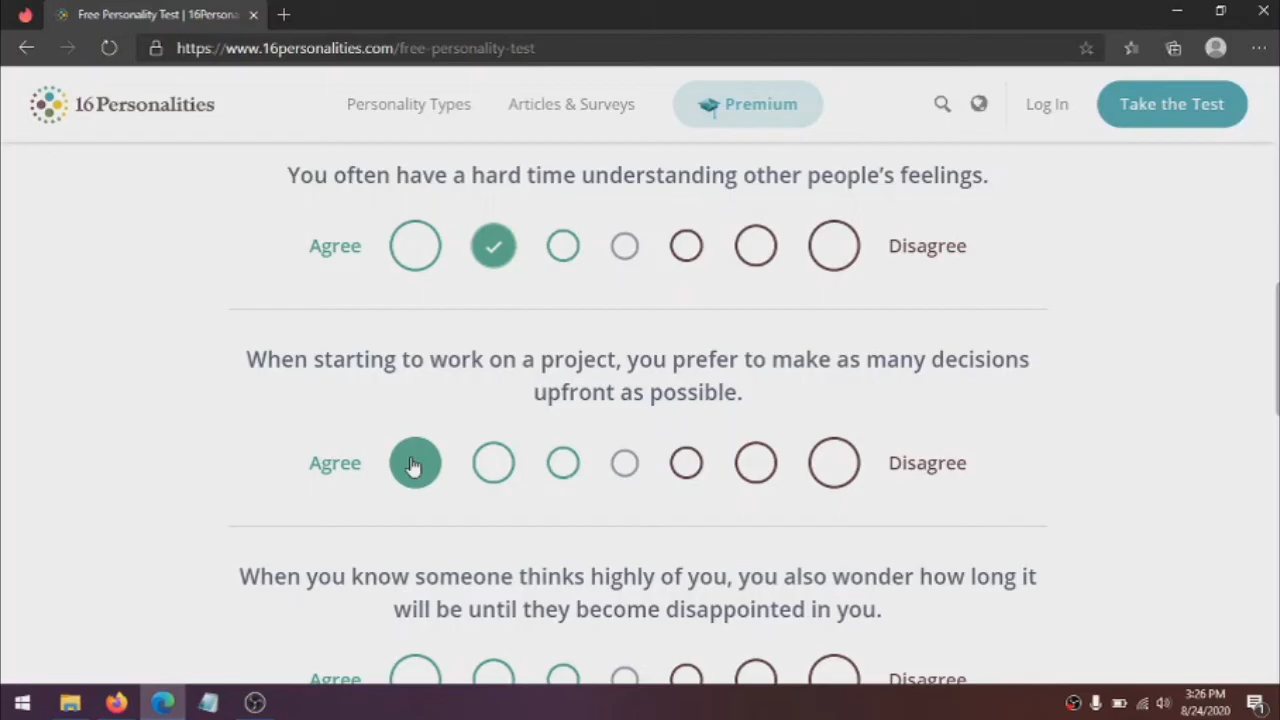 Free Personality Test | 16Persona
https://www.16personalities.com/free-personality-test
16Personalities
Personality Types
Articles & Surveys
Premium
Log In
Take the Test
You often have a hard time understanding other people's feelings.
Agree
Disagree
When starting to work on a project, you prefer to make as many decisions
upfront as possible.
Agree
Disagree
When you know someone thinks highly of you, you also wonder how long it
will be until they become disappointed in you.
Agree
Disagree
3:26 PM
8/24/2020
1